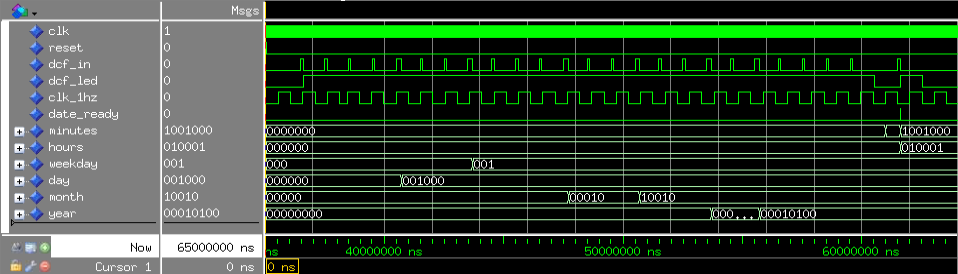 Msgs
clk 1
reset 0
dcf_in 0
dcf_led 0
clk_1hz 0
date_ready 0
minutes 1001000 0000000 1001000
hours 010001 000000 010001
weekday 001 000 001
day 001000 000000 001000
month 10010 00000 00010 10010
year 00010100 00000000 000... 00010100
Now 65000000 ns ns 40000000 ns 50000000 ns 60000000 ns
Cursor 1 0 ns 0 ns